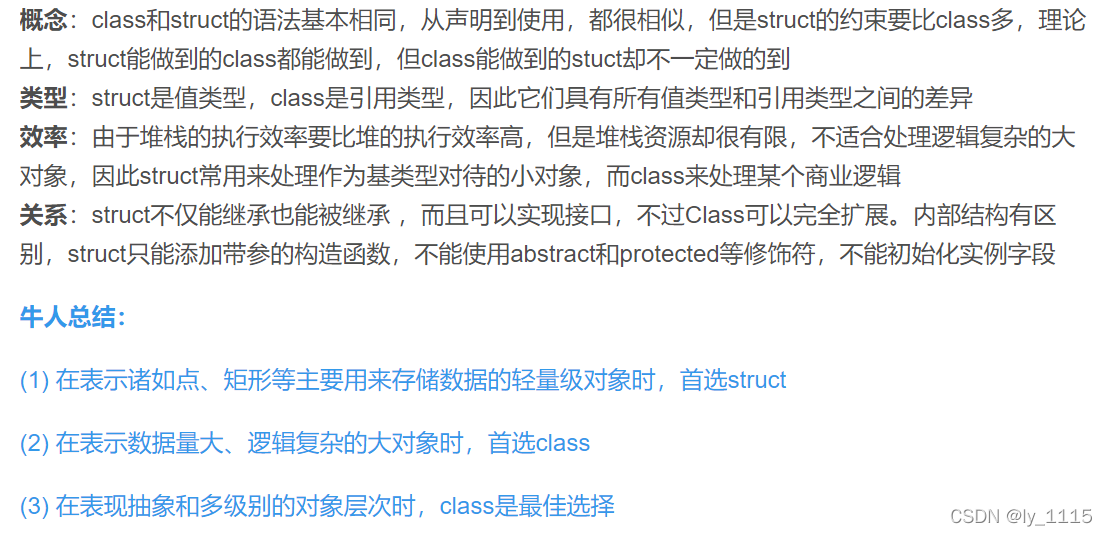 概念：class和struct的语法基本相同，从声明到使用，都很相似，但是struct的约束要比class多，理论
上，struct能做到的class都能做到，但class能做到的stuct却不一定做的到
类型：struct是值类型，class是引用类型，因此它们具有所有值类型和引用类型之间的差异
效率：由于堆栈的执行效率要比堆的执行效率高，但是堆栈资源却很有限，不适合处理逻辑复杂的大
对象，因此struct常用来处理作为基类型对待的小对象，而class来处理某个商业逻辑
关系：struct不仅能继承也能被继承 ，而且可以实现接口，不过Class可以完全扩展。内部结构有区
别，struct只能添加带参的构造函数，不能使用abstract和protected等修饰符，不能初始化实例字段
牛人总结：
(1) 在表示诸如点、矩形等主要用来存储数据的轻量级对象时，首选struct
(2) 在表示数据量大、逻辑复杂的大对象时，首选class
(3) 在表现抽象和多级别的对象层次时，class是最佳选择
CSDN @ly_1115